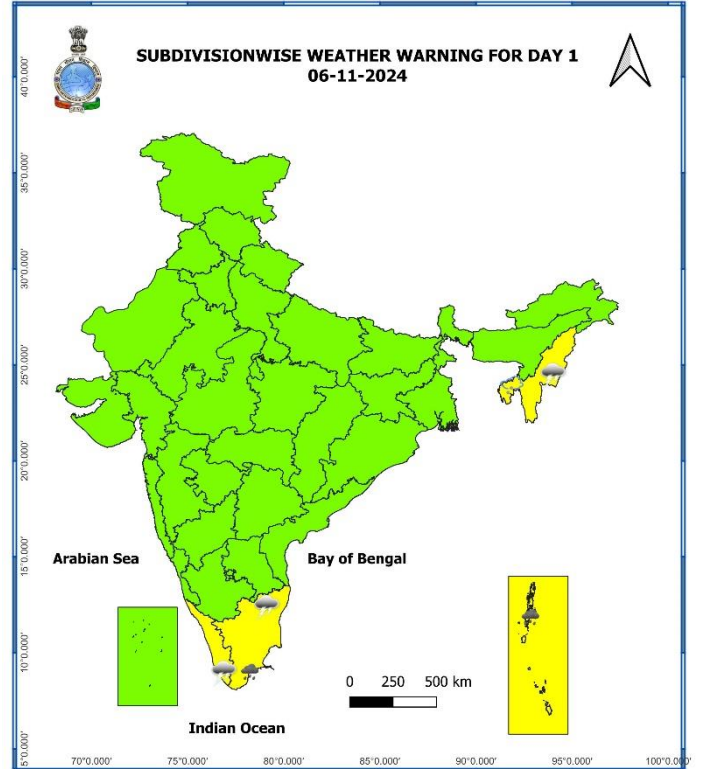 SUBDIVISIONWISE WEATHER WARNING FOR DAY 1
06-11-2024
40°0.000'
35°0.000'
30°0.000'
25°0.000'
20°0.000'
15°0.000'
10°0.000'
5°0.000'
Arabian Sea
Bay of Bengal
0 250 500 km
Indian Ocean
70°0.000' 75°0.000' 80°0.000' 85°0.000' 90°0.000' 95°0.000' 100°0.000'